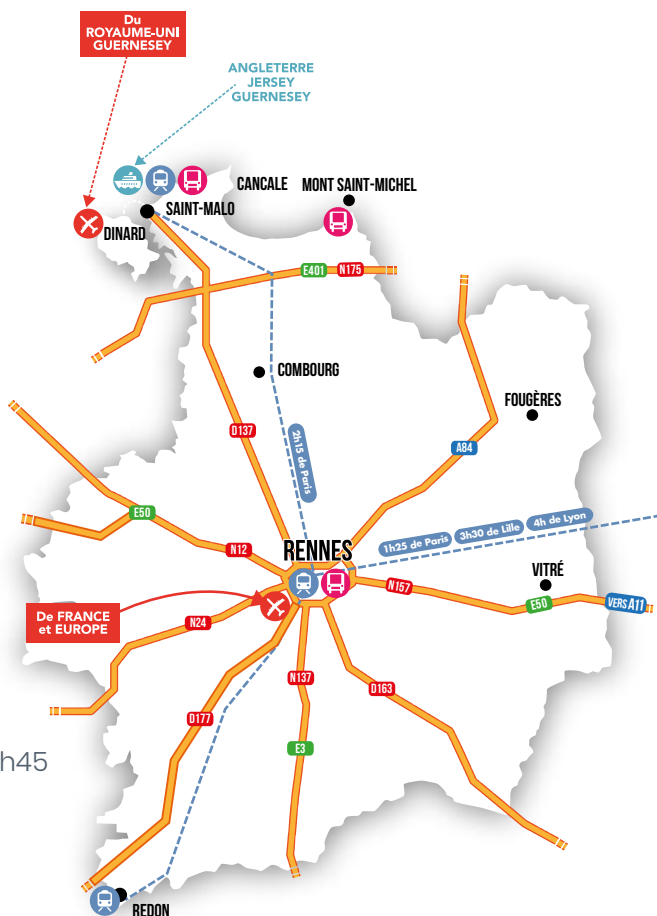 Du
ROYAUME-UNI
GUERNESEY
ANGLETERRE
JERSEY
GUERNESEY
CANCALE
MONT SAINT-MICHEL
SAINT-MALO
DINARD
E401
N175
COMBOURG
FOUGÈRES
D137
2h15 de Paris
A84
E50
N12
RENNES
1h25 de Paris
3h30 de Lille
4h de Lyon
VITRÉ
N157
E50
VERS A11
De FRANCE
et EUROPE
N24
N137
D163
D177
E3
h45
REDON